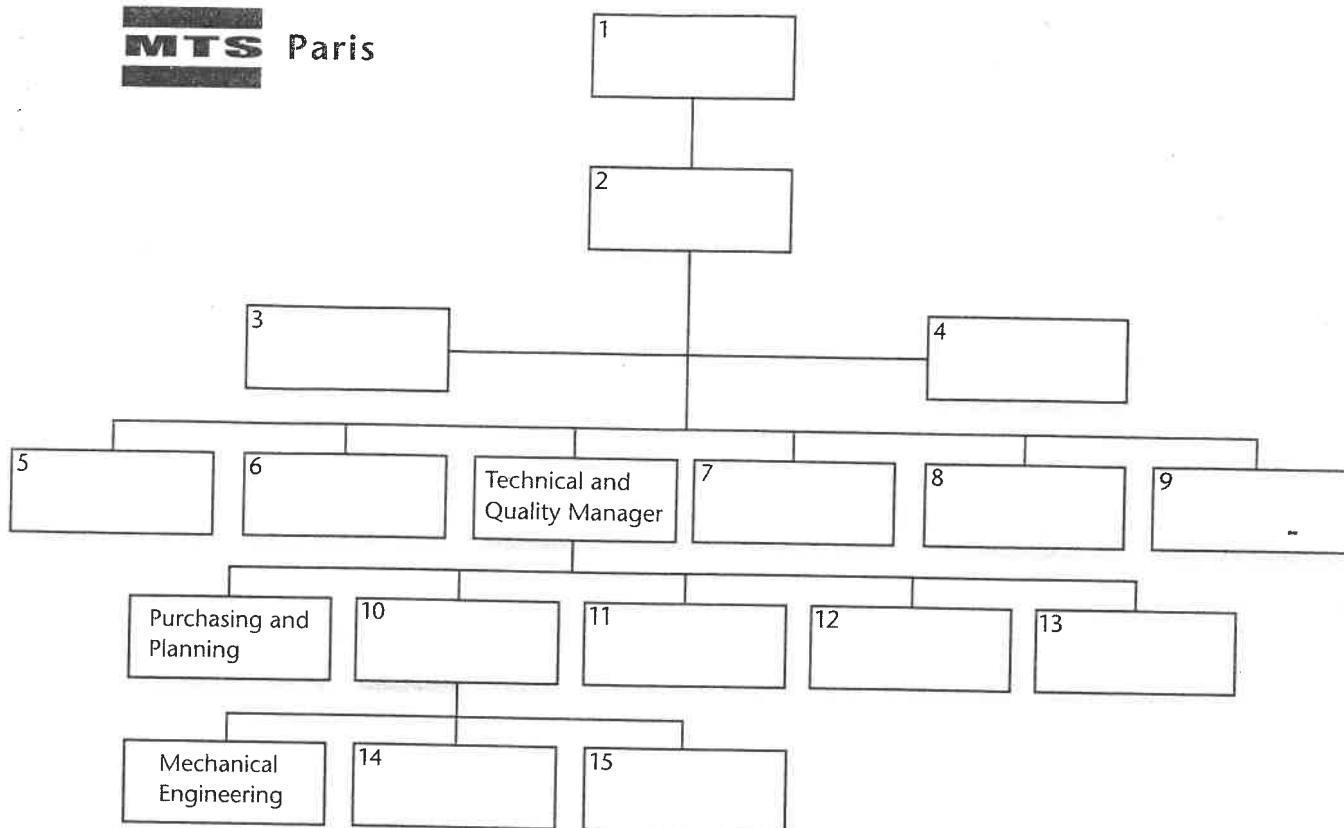 MTS Paris
1
2
3
4
5
6
Technical and
Quality Manager
7
8
9
Purchasing and
Planning
10
11
12
13
Mechanical
Engineering
14
15